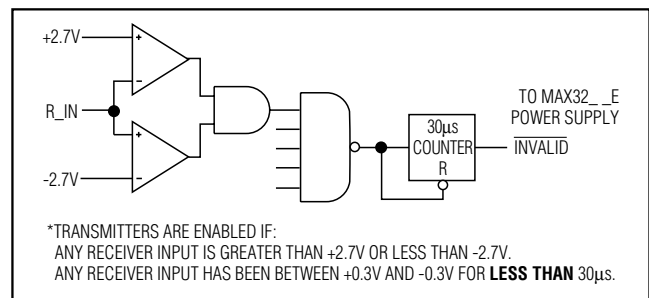 +2.7V
+
-
R_IN
+
-
-2.7V
30µs
COUNTER
R
TO MAX32_ _E
POWER SUPPLY
INVALID
*TRANSMITTERS ARE ENABLED IF:
ANY RECEIVER INPUT IS GREATER THAN +2.7V OR LESS THAN -2.7V.
ANY RECEIVER INPUT HAS BEEN BETWEEN +0.3V AND -0.3V FOR LESS THAN 30µs.